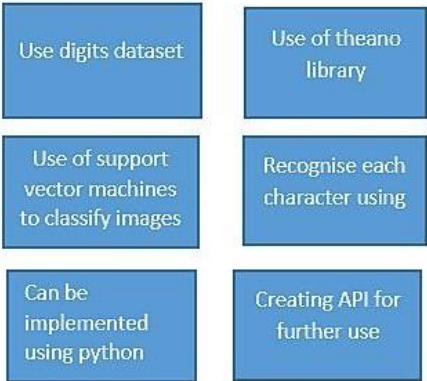 Use digits dataset
Use of theano
library
Use of support
vector machines
to classify images
Recognise each
character using
Can be
implemented
using python
Creating API for
further use